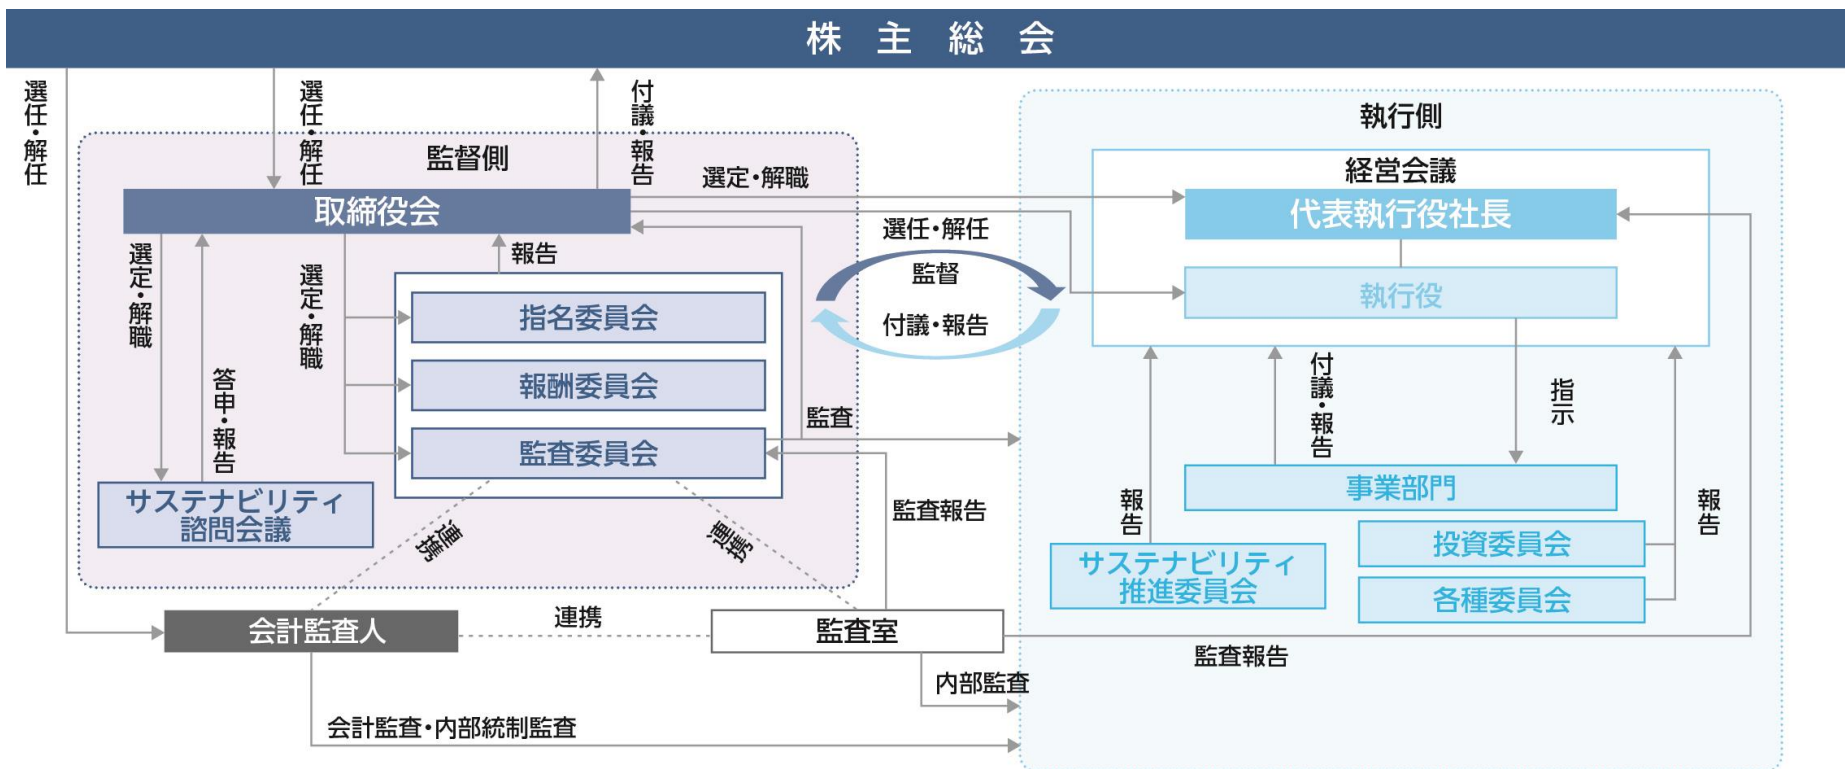 株主総会
選任・解任
選任・解任
付議・報告
監督側
取締役会
選定・解職
選任・解任
監督
付議・報告
選定・解職
答申・報告
選定・解職
報告
指名委員会
報酬委員会
監査委員会
監査
サステナビリティ
諮問会議
連携
連携
監査報告
会計監査人
連携
監査室
監査報告
内部監査
会計監査・内部統制監査
執行側
経営会議
代表執行役社長
執行役
付議・報告
指示
事業部門
報告
サステナビリティ
推進委員会
投資委員会
各種委員会
報告